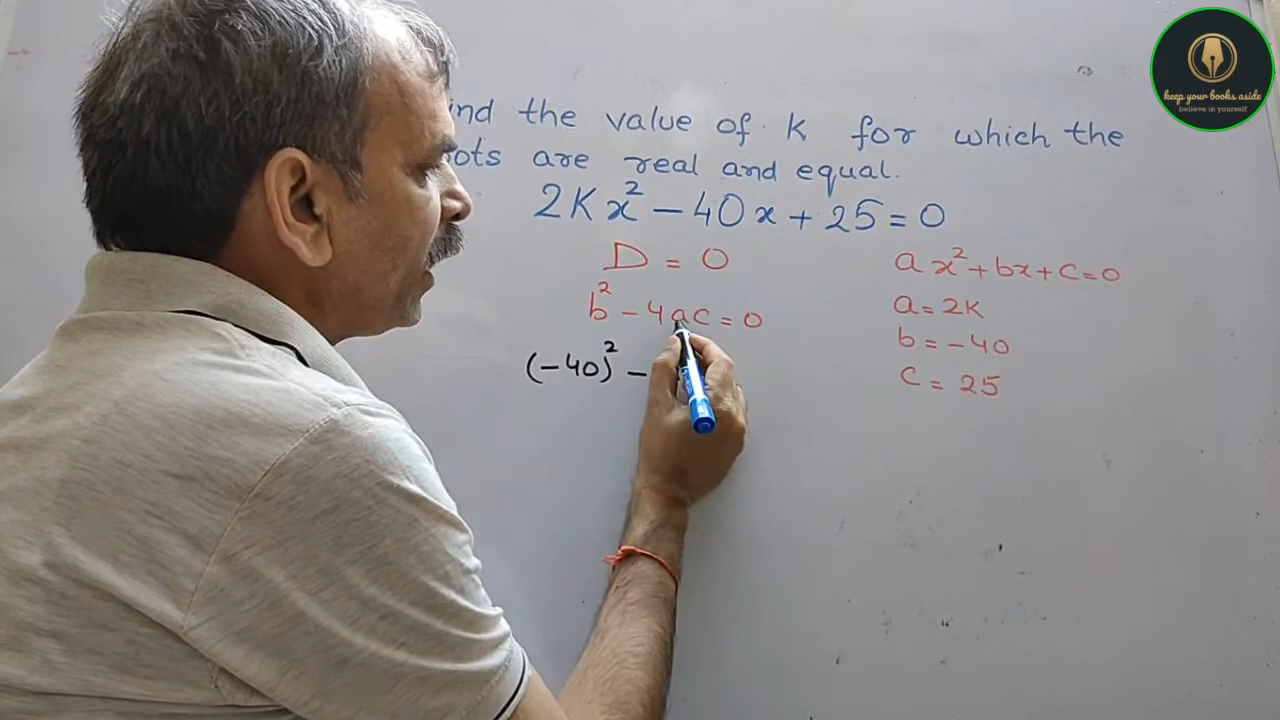 ind the value of K for which the
ots are real and equal.
2Kx² - 40x + 25 = 0
D = 0
b² - 4ac = 0
(-40)² -
ax² + bx + c = 0
a = 2K
b = -40
c = 25
keep your books aside
believe in yourself